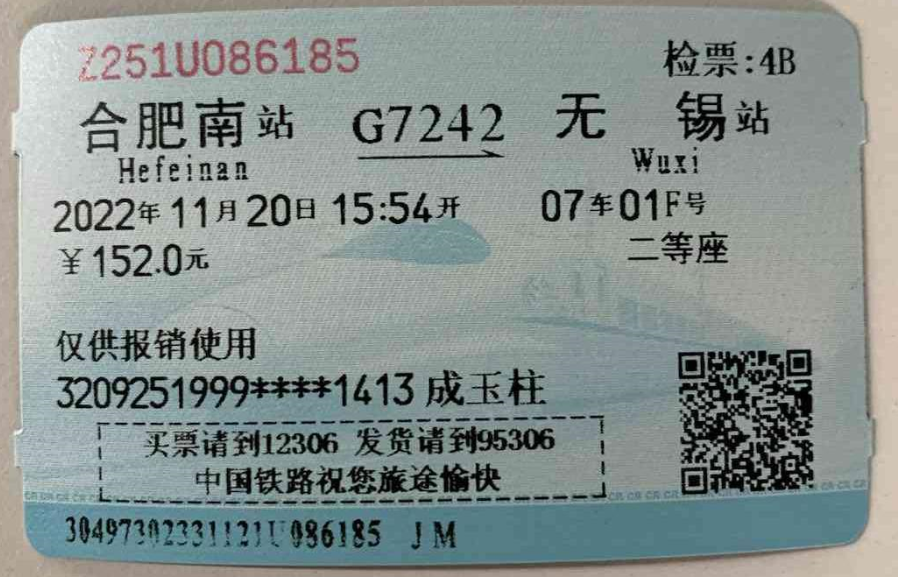 Z251U086185 检票:4B
合肥南站 G7242 无锡站
Hefeinan Wuxi
2022年11月20日 15:54开 07车01F号
¥152.0元 二等座
仅供报销使用
3209251999****1413 成玉柱
买票请到12306 发货请到95306
中国铁路祝您旅途愉快
30497302331121U086185 JM